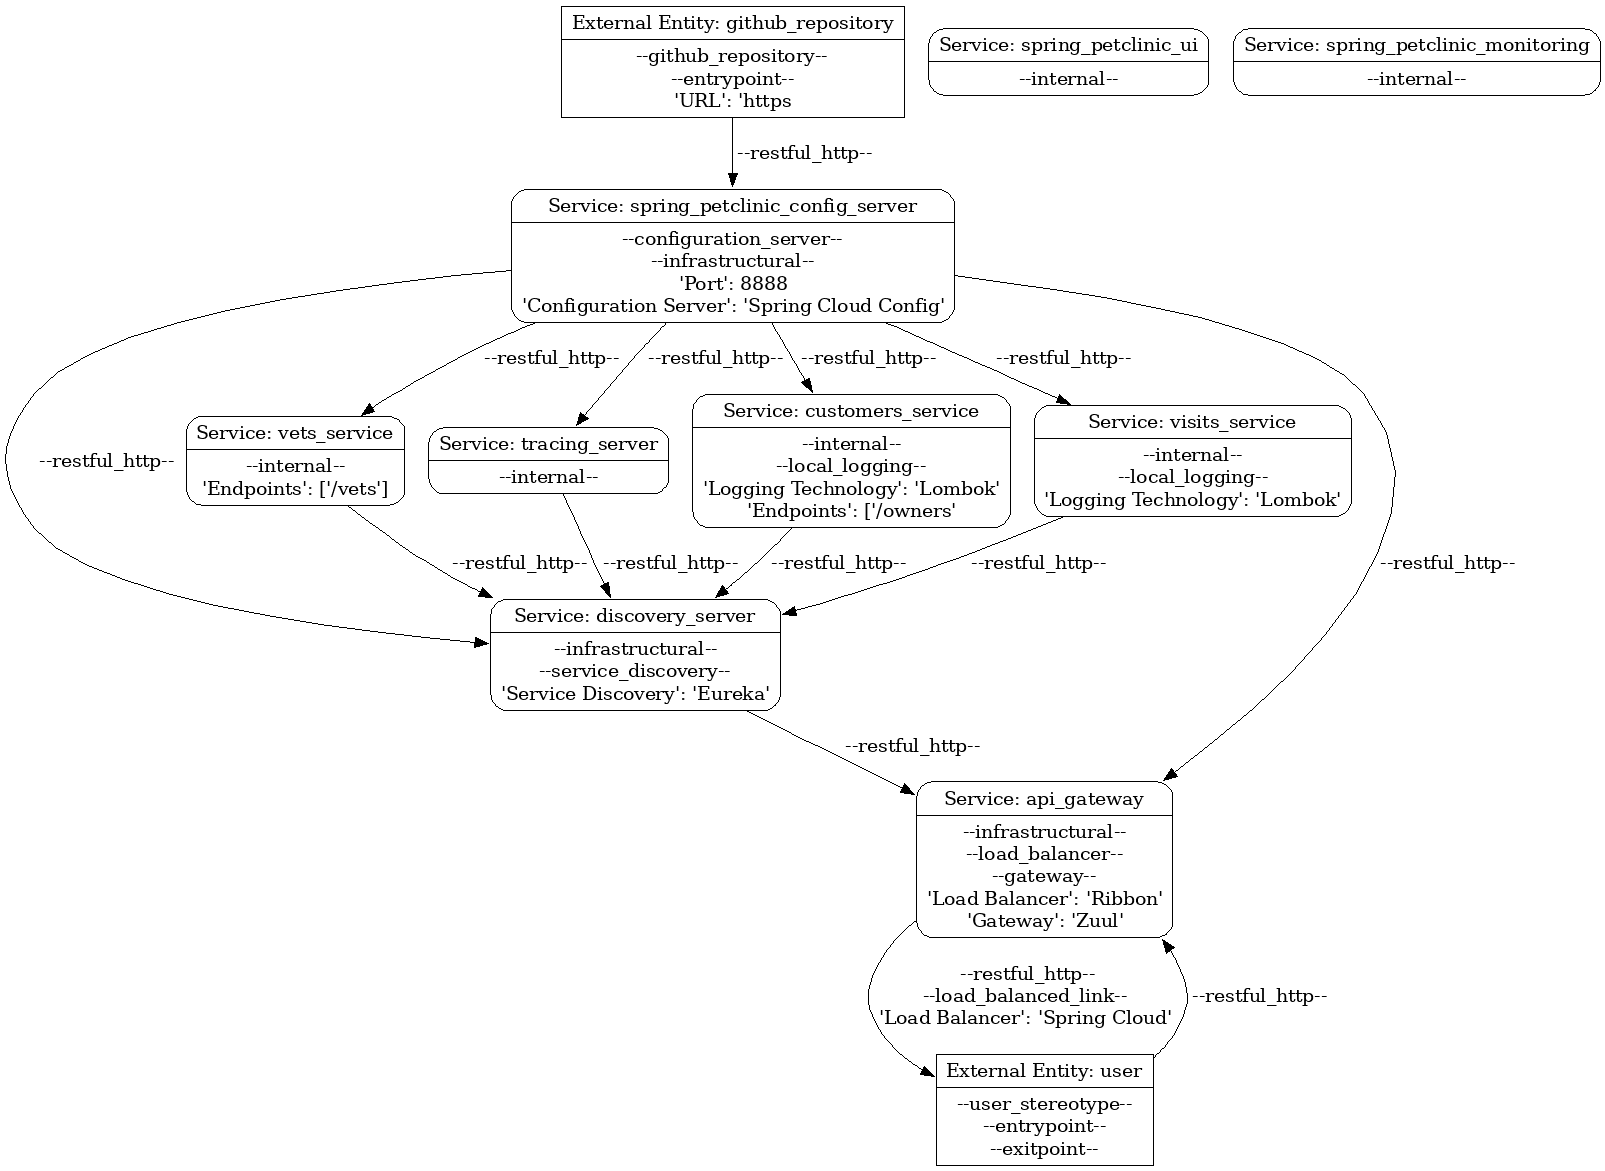 External Entity: github_repository
--github_repository--
--entrypoint--
'URL': 'https
Service: spring_petclinic_ui
--internal--
Service: spring_petclinic_monitoring
--internal--
--restful_http--
Service: spring_petclinic_config_server
--configuration_server--
--infrastructural--
'Port': 8888
'Configuration Server': 'Spring Cloud Config'
--restful_http--
--restful_http--
--restful_http--
--restful_http--
--restful_http--
Service: vets_service
--internal--
'Endpoints': ['/vets']
Service: tracing_server
--internal--
Service: customers_service
--internal--
--local_logging--
'Logging Technology': 'Lombok'
'Endpoints': ['/owners'
Service: visits_service
--internal--
--local_logging--
'Logging Technology': 'Lombok'
--restful_http--
--restful_http--
--restful_http--
--restful_http--
--restful_http--
Service: discovery_server
--infrastructural--
--service_discovery--
'Service Discovery': 'Eureka'
--restful_http--
Service: api_gateway
--infrastructural--
--load_balancer--
--gateway--
'Load Balancer': 'Ribbon'
'Gateway': 'Zuul'
--restful_http--
--load_balanced_link--
'Load Balancer': 'Spring Cloud'
--restful_http--
External Entity: user
--user_stereotype--
--entrypoint--
--exitpoint--